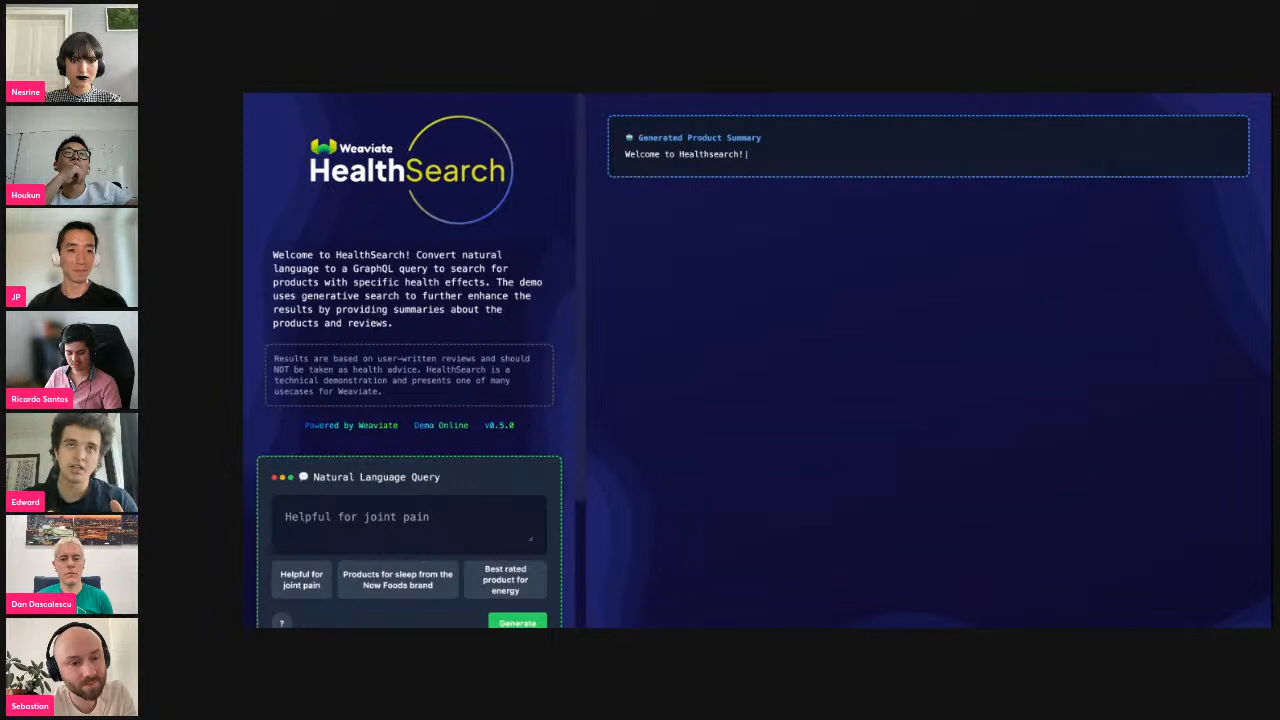 Nesrine
Houkun
JP
Ricardo Santos
Edward
Dan Dascalescu
Sebastian
Weaviate
HealthSearch
Welcome to HealthSearch! Convert natural
language to a GraphQL query to search for
products with specific health effects. The demo
uses generative search to further enhance the
results by providing summaries about the
products and reviews.
Results are based on user-written reviews and should
NOT be taken as health advice. HealthSearch is a
technical demonstration and presents one of many
usecases for Weaviate.
Powered by Weaviate Demo Online v0.5.0
Natural Language Query
Helpful for joint pain
Helpful for
joint pain
Products for sleep from the
Now Foods brand
Best rated
product for
energy
?
Generate
Generated Product Summary
Welcome to Healthsearch!|